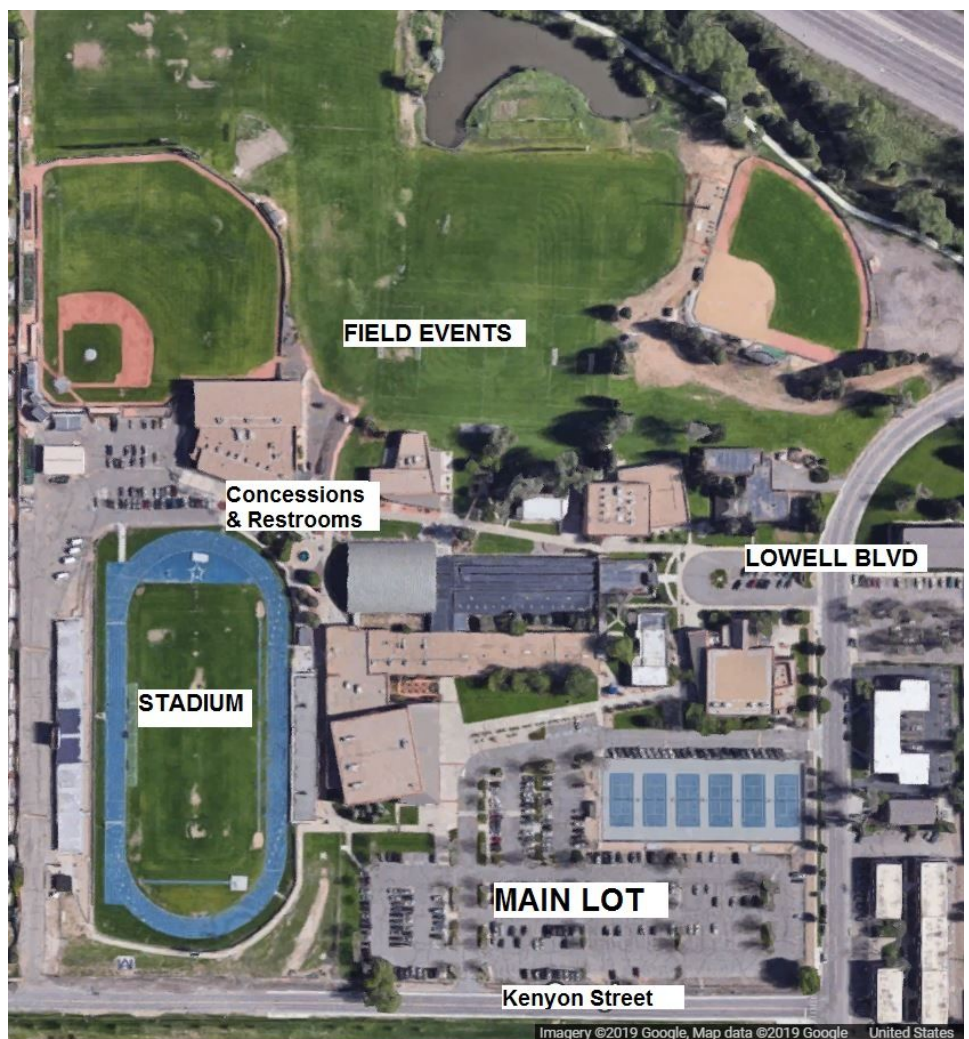 FIELD EVENTS
Concessions
& Restrooms
LOWELL BLVD
STADIUM
MAIN LOT
Kenyon Street
Imagery ©2019 Google, Map data ©2019 Google United States